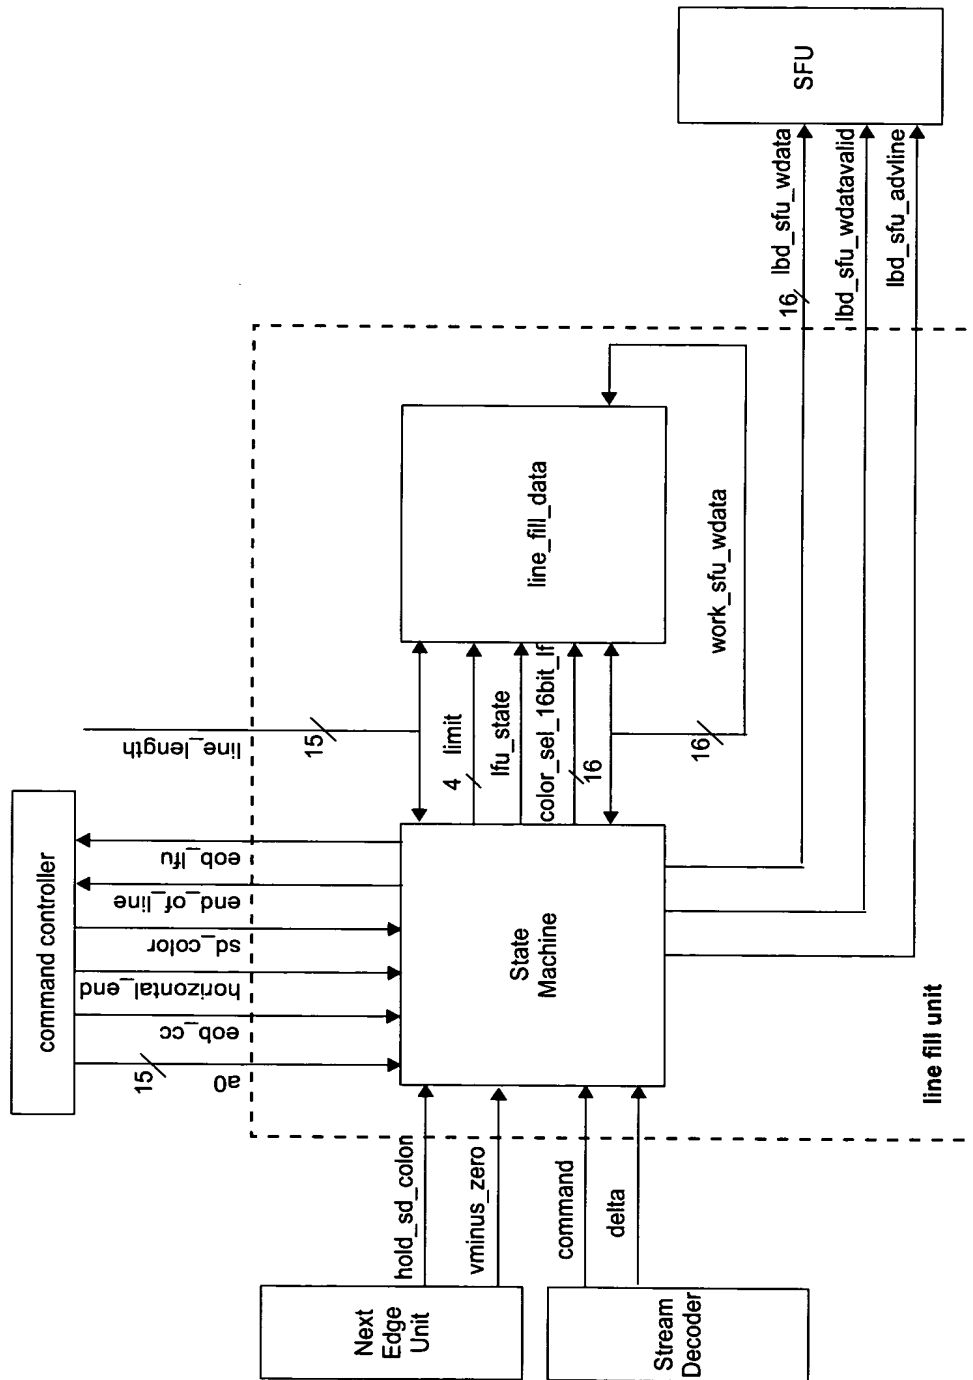 command controller
a0
15
eob_cc
horizontal_end
sd_color
end_of_line
eob_lfu
line_length
15
Next
Edge
Unit
hold_sd_colon
vminus_zero
Stream
Decoder
command
delta
State
Machine
4
limit
lfu_state
color_sel_16bit_lf
16
line_fill_data
16
work_sfu_wdata
16
lbd_sfu_wdata
lbd_sfu_wdatavalid
lbd_sfu_advline
SFU
line fill unit